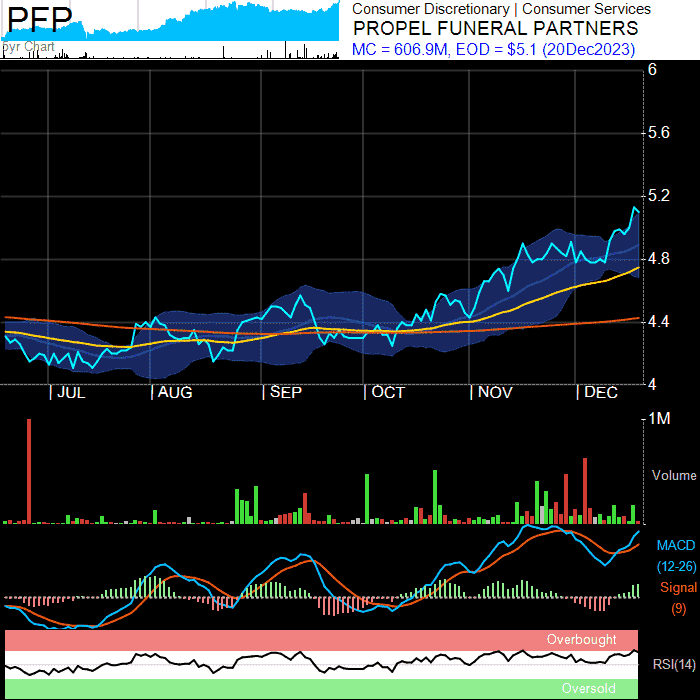 PFP
Consumer Discretionary | Consumer Services
PROPEL FUNERAL PARTNERS
MC = 606.9M, EOD = $5.1 (20Dec2023)
Chart
6
5.6
5.2
4.8
4.4
4
JUL
AUG
SEP
OCT
NOV
DEC
1M
Volume
MACD
(12-26)
Signal
(9)
Overbought
RSI(14)
Oversold